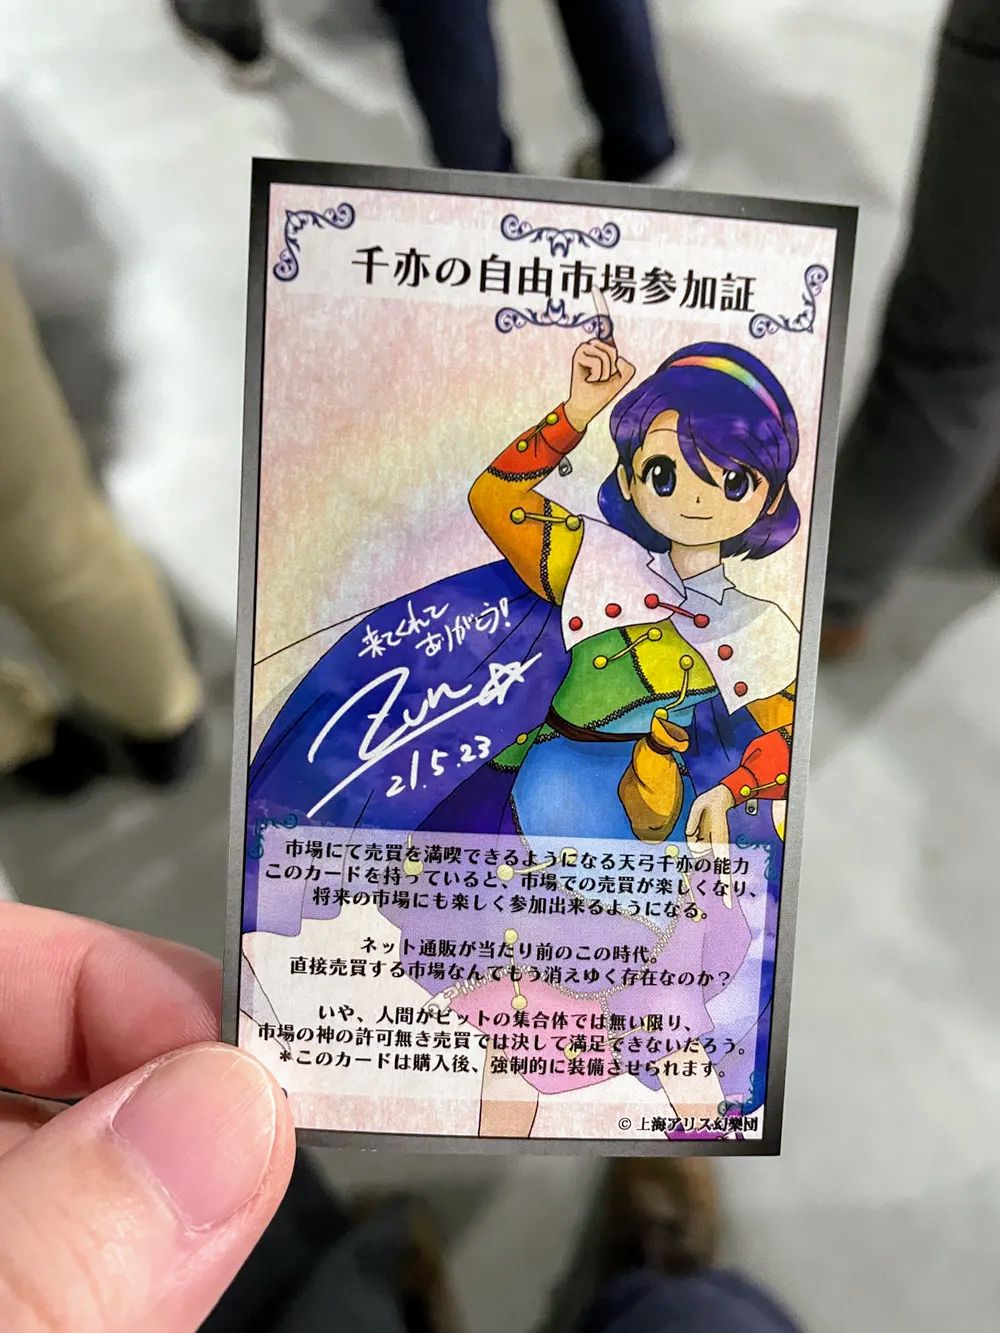 千亦の自由市場参加証
来てくれて
ありがとう!
Zun☆
21.5.23
市場にて売買を満喫できるようになる天弓千亦の能力
このカードを持っていると、市場での売買が楽しくなり、
将来の市場にも楽しく参加出来るようになる。
ネット通販が当たり前のこの時代。
直接売買する市場なんてもう消えゆく存在なのか?
いや、人間がビットの集合体では無い限り、
市場の神の許可無き売買では決して満足できないだろう。
*このカードは購入後、強制的に装備させられます。
© 上海アリス幻樂団